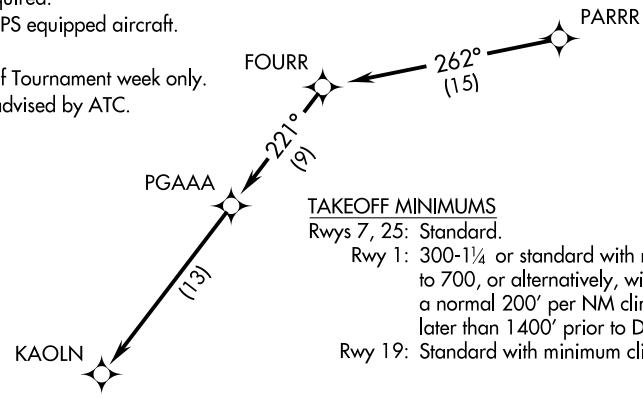 quired.
PS equipped aircraft.
PARRR
FOURR
262°
(15)
f Tournament week only.
advised by ATC.
221°
(9)
PGAAA
TAKEOFF MINIMUMS
Rwys 7, 25: Standard.
Rwy 1: 300-1¼ or standard with
to 700, or alternatively, wi
a normal 200' per NM clin
later than 1400' prior to D
(13)
KAOLN
Rwy 19: Standard with minimum cli